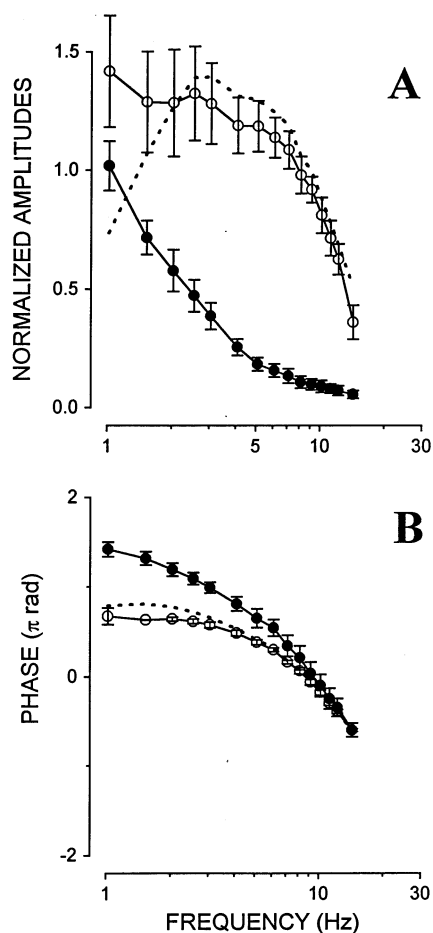 A
NORMALIZED AMPLITUDES
1.5
1.0
0.5
0.0
1 5 10 30
B
PHASE (π rad)
2
0
-2
1 10 30
FREQUENCY (Hz)